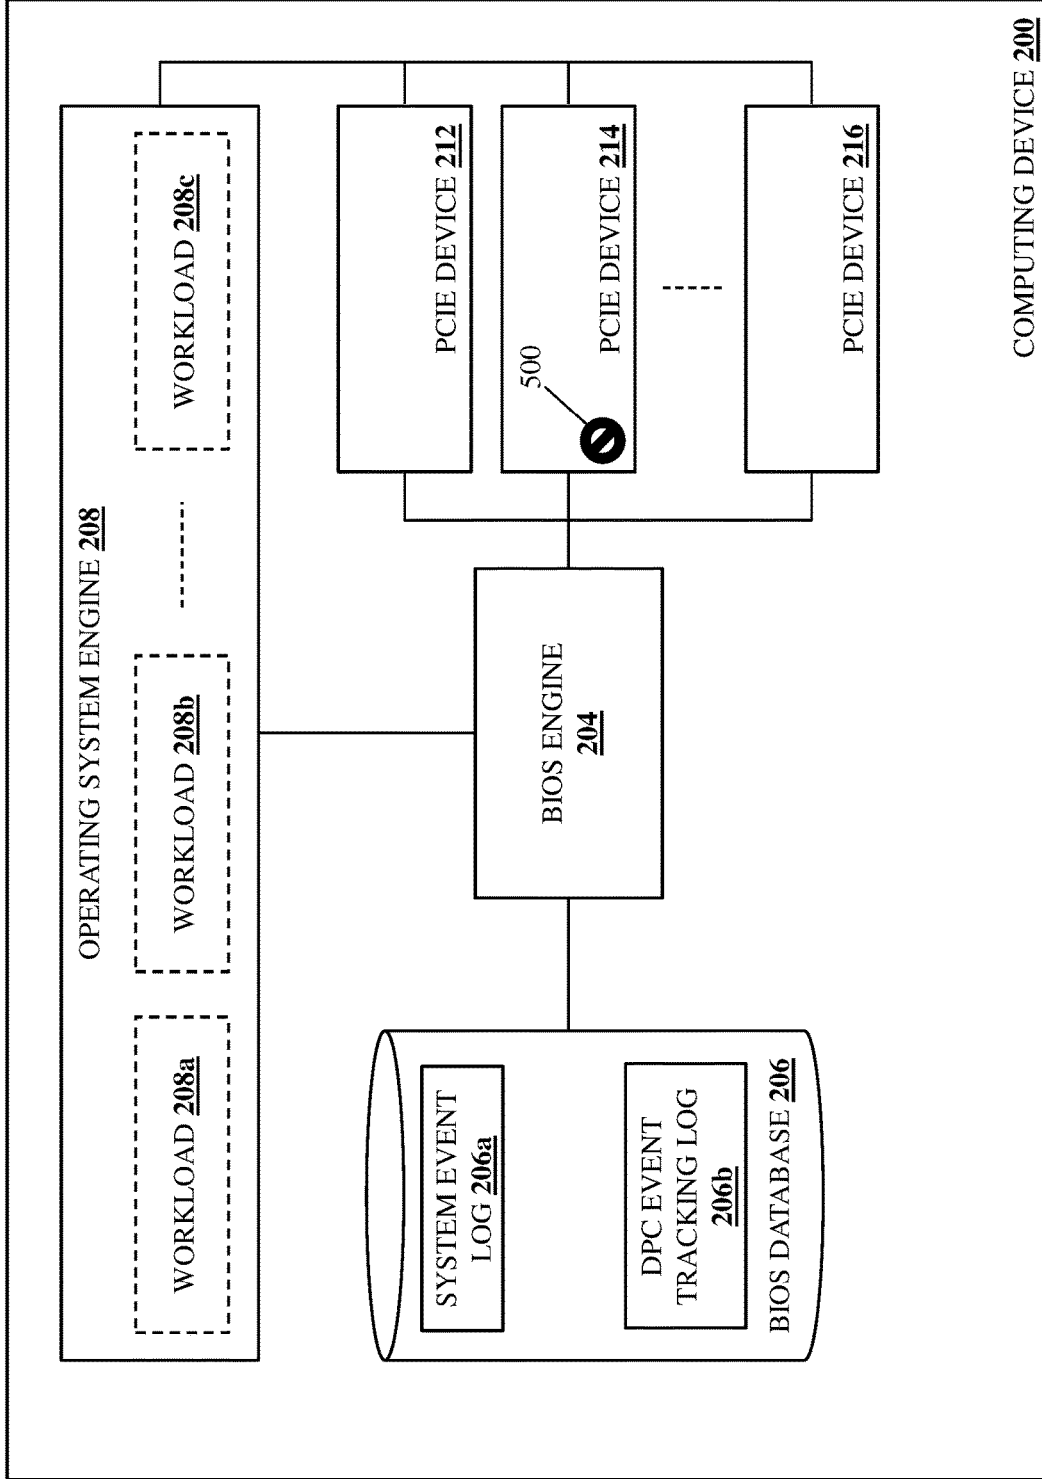 OPERATING SYSTEM ENGINE 208
WORKLOAD 208a
WORKLOAD 208b
WORKLOAD 208c
SYSTEM EVENT
LOG 206a
DPC EVENT
TRACKING LOG
206b
BIOS DATABASE 206
BIOS ENGINE
204
PCIE DEVICE 212
500
PCIE DEVICE 214
PCIE DEVICE 216
COMPUTING DEVICE 200